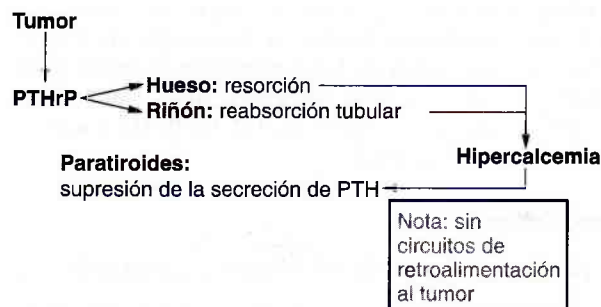 Tumor
PTHrP
Hueso: resorción
Riñón: reabsorción tubular
Hipercalcemia
Paratiroides:
supresión de la secreción de PTH
Nota: sin
circuitos de
retroalimentación
al tumor